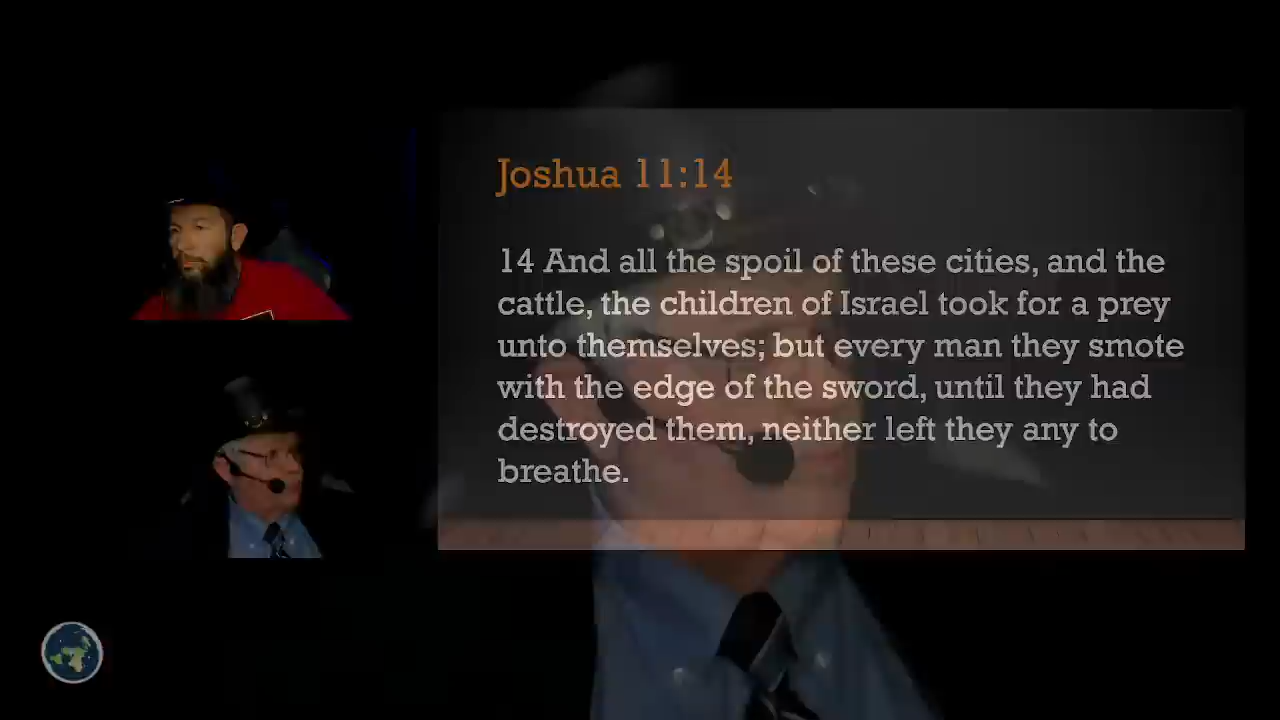 Joshua 11:14
14 And all the spoil of these cities, and the
cattle, the children of Israel took for a prey
unto themselves; but every man they smote
with the edge of the sword, until they had
destroyed them, neither left they any to
breathe.